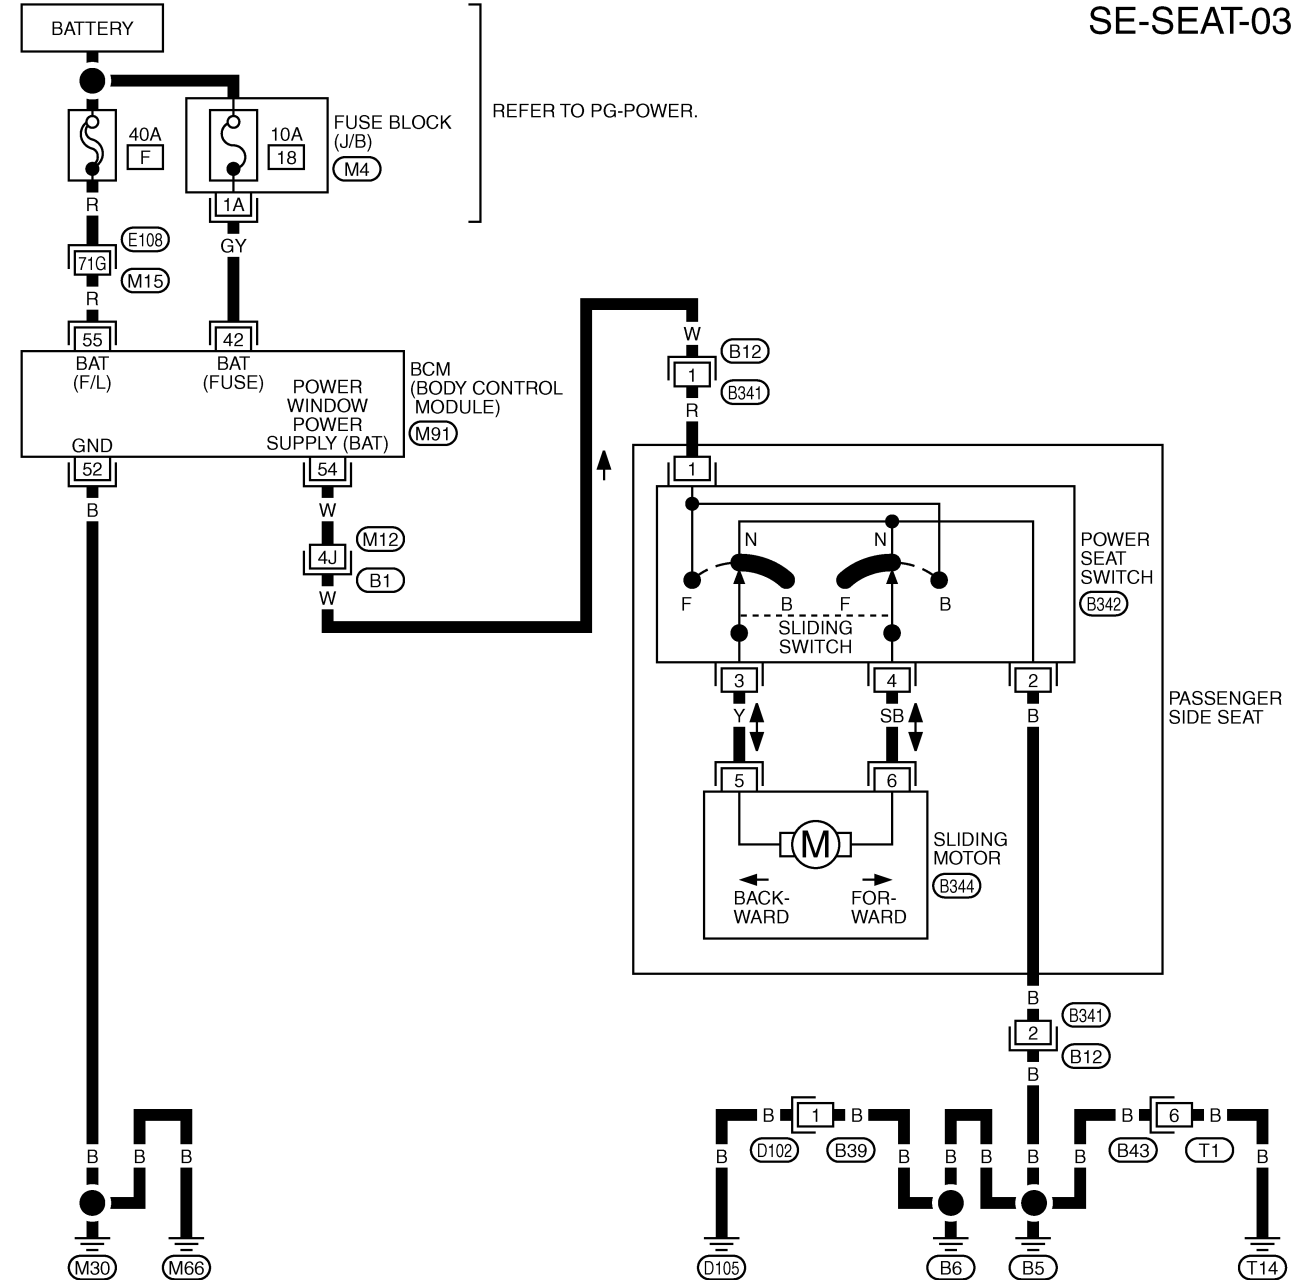 SE-SEAT-03
BATTERY
REFER TO PG-POWER.
40A
F
10A
18
FUSE BLOCK
(J/B)
M4
R
1A
E108
GY
71G
M15
R
55
42
BAT
(F/L)
BAT
(FUSE)
POWER
WINDOW
POWER
SUPPLY (BAT)
GND
BCM
(BODY CONTROL
MODULE)
M91
52
54
B
W
M12
4J
B1
W
W
B12
1
B341
R
1
N
N
F
B
F
B
SLIDING
SWITCH
POWER
SEAT
SWITCH
B342
3
4
2
Y
SB
B
PASSENGER
SIDE SEAT
5
6
M
SLIDING
MOTOR
B344
BACK-
WARD
FOR-
WARD
B
B341
2
B12
B
B
1
B
B
6
B
D102
B39
B43
T1
B
B
B
B
B
B
B
B
B
B
M30
M66
D105
B6
B5
T14